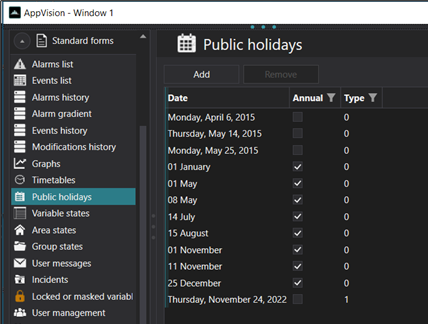 AppVision - Window 1
Standard forms
Alarms list
Events list
Alarms history
Alarm gradient
Events history
Modifications history
Graphs
Timetables
Public holidays
Variable states
Area states
Group states
User messages
Incidents
Locked or masked variabl
User management
Public holidays
Add Remove
Date Annual Type
Monday, April 6, 2015 0
Thursday, May 14, 2015 0
Monday, May 25, 2015 0
01 January 0
01 May 0
08 May 0
14 July 0
15 August 0
01 November 0
11 November 0
25 December 0
Thursday, November 24, 2022 1